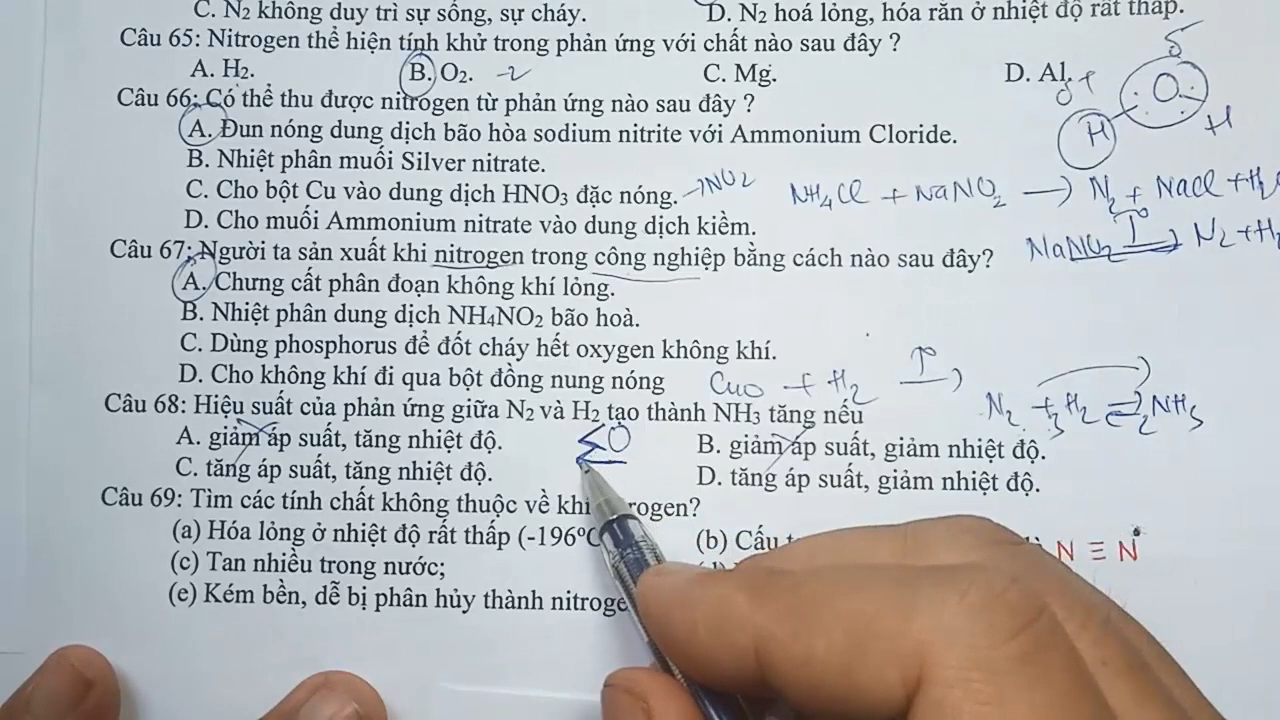 C. N₂ không duy trì sự sống, sự cháy. D. N₂ hoá lỏng, hóa rắn ở nhiệt độ rất thấp.
Câu 65: Nitrogen thể hiện tính khử trong phản ứng với chất nào sau đây ?
A. H₂. B. O₂. -2 C. Mg. D. Al.
Câu 66: Có thể thu được nitrogen từ phản ứng nào sau đây ?
A. Đun nóng dung dịch bão hòa sodium nitrite với Ammonium Cloride.
B. Nhiệt phân muối Silver nitrate.
C. Cho bột Cu vào dung dịch HNO₃ đặc nóng. → NO₂
NH₄Cl + NaNO₂ → N₂ + NaCl + H₂
D. Cho muối Ammonium nitrate vào dung dịch kiềm.
Câu 67: Người ta sản xuất khi nitrogen trong công nghiệp bằng cách nào sau đây?
NaNO₂ → N₂ + H₂
A. Chưng cất phân đoạn không khí lỏng.
B. Nhiệt phân dung dịch NH₄NO₂ bão hoà.
C. Dùng phosphorus để đốt cháy hết oxygen không khí.
D. Cho không khí đi qua bột đồng nung nóng CuO + H₂ →
N₂ + 3H₂ ⇌ 2NH₃
Câu 68: Hiệu suất của phản ứng giữa N₂ và H₂ tạo thành NH₃ tăng nếu
A. giảm áp suất, tăng nhiệt độ. ≤0 B. giảm áp suất, giảm nhiệt độ.
C. tăng áp suất, tăng nhiệt độ. D. tăng áp suất, giảm nhiệt độ.
Câu 69: Tìm các tính chất không thuộc về khí rogen?
(a) Hóa lỏng ở nhiệt độ rất thấp (-196°C (b) Cấu N ≡ N
(c) Tan nhiều trong nước;
(e) Kém bền, dễ bị phân hủy thành nitroge